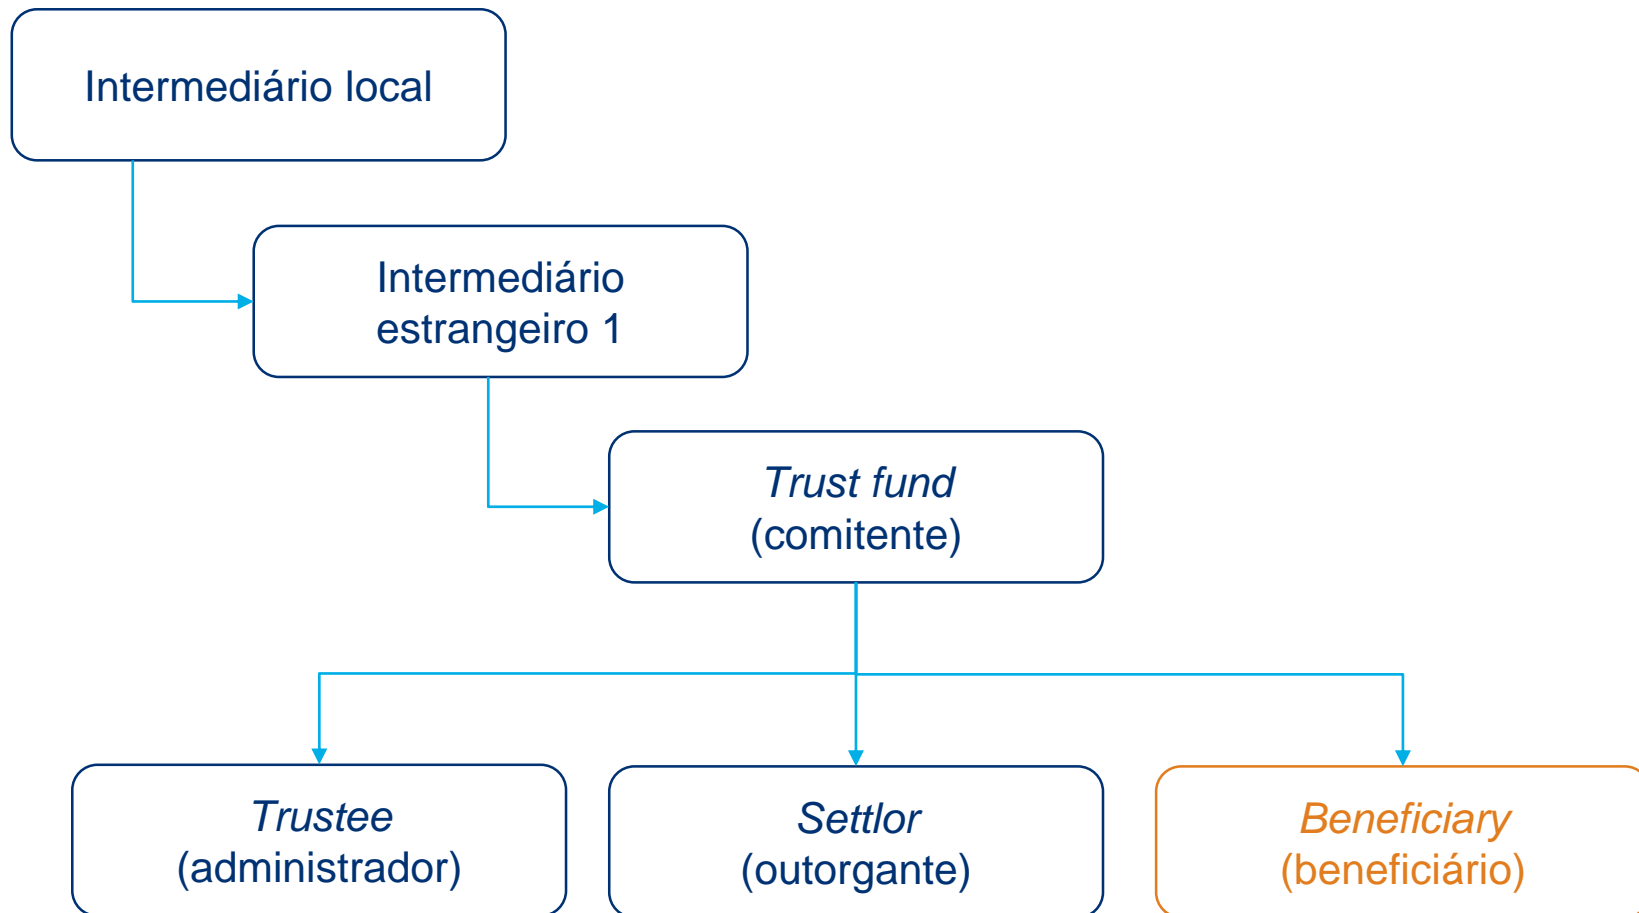 Intermediário local
Intermediário
estrangeiro 1
Trust fund
(comitente)
Trustee
(administrador)
Settlor
(outorgante)
Beneficiary
(beneficiário)